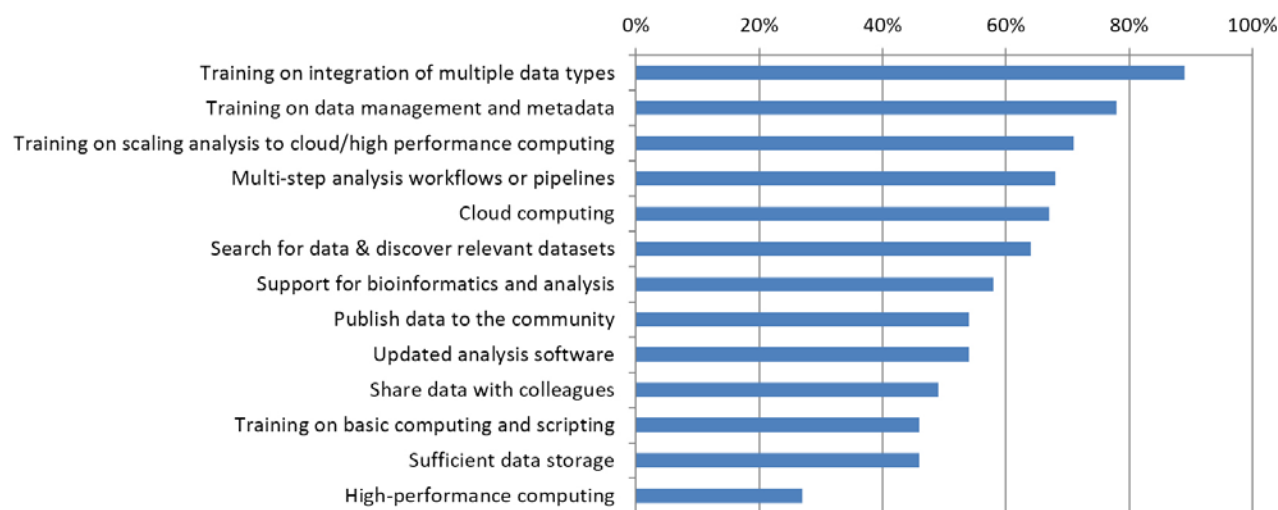 0% 20% 40% 60% 80% 100%
Training on integration of multiple data types
Training on data management and metadata
Training on scaling analysis to cloud/high performance computing
Multi-step analysis workflows or pipelines
Cloud computing
Search for data & discover relevant datasets
Support for bioinformatics and analysis
Publish data to the community
Updated analysis software
Share data with colleagues
Training on basic computing and scripting
Sufficient data storage
High-performance computing